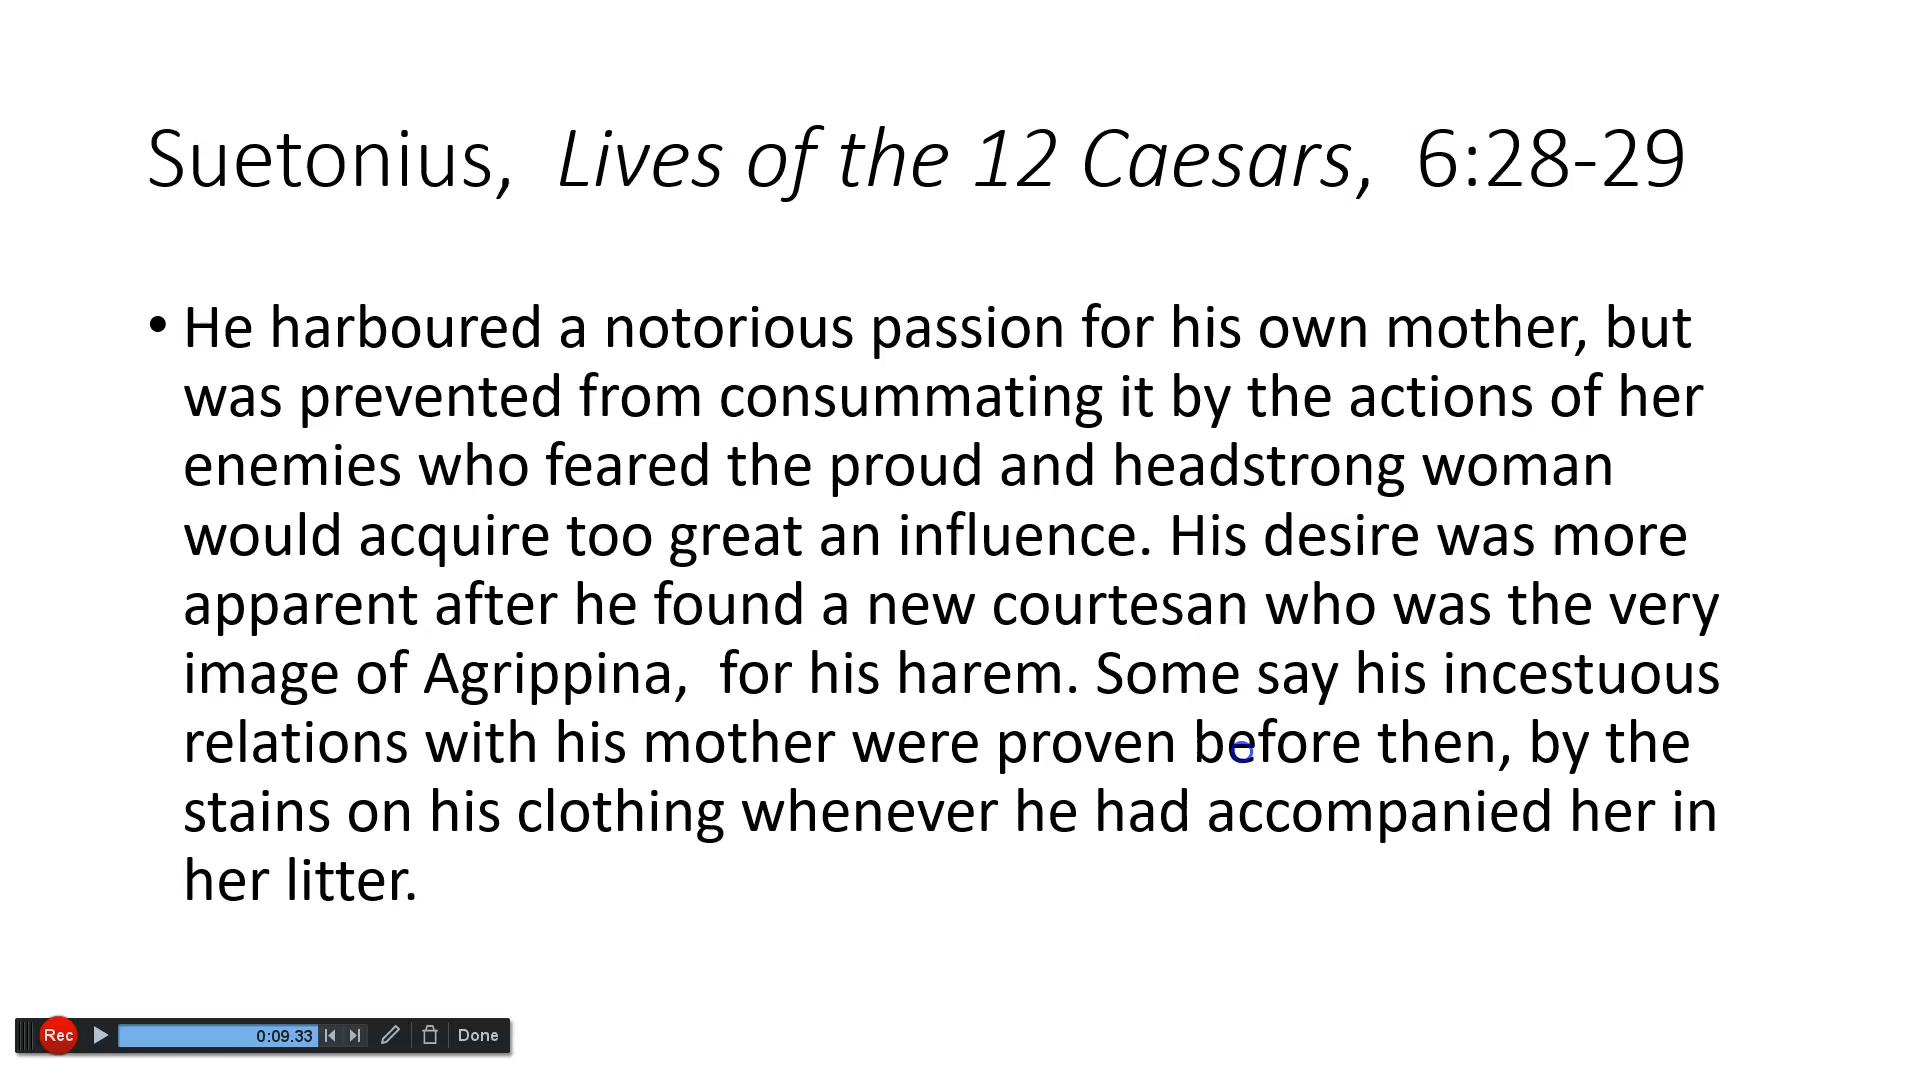 Suetonius, Lives of the 12 Caesars, 6:28-29
• He harboured a notorious passion for his own mother, but
was prevented from consummating it by the actions of her
enemies who feared the proud and headstrong woman
would acquire too great an influence. His desire was more
apparent after he found a new courtesan who was the very
image of Agrippina, for his harem. Some say his incestuous
relations with his mother were proven before then, by the
stains on his clothing whenever he had accompanied her in
her litter.
Rec 0:09.33 Done